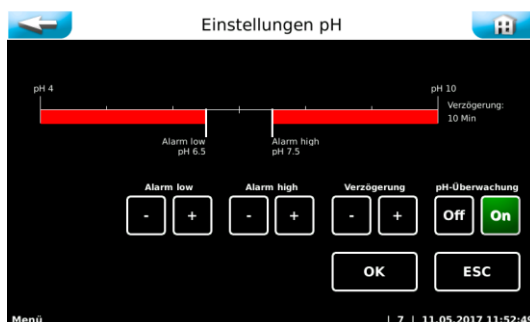 Einstellungen pH
pH 4
pH 10
Verzögerung:
10 Min
Alarm low
pH 6.5
Alarm high
pH 7.5
Alarm low
Alarm high
Verzögerung
pH-Überwachung
- + - + - + Off On
OK ESC
Menü | 7 | 11.05.2017 11:52:49